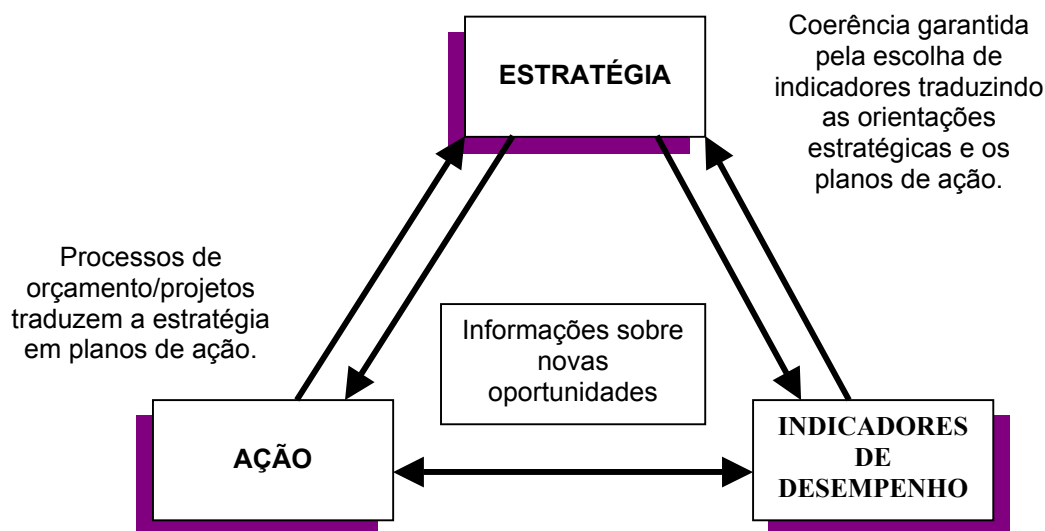 ESTRATÉGIA
Coerência garantida
pela escolha de
indicadores traduzindo
as orientações
estratégicas e os
planos de ação.
Processos de
orçamento/projetos
traduzem a estratégia
em planos de ação.
Informações sobre
novas
oportunidades
AÇÃO
INDICADORES
DE
DESEMPENHO